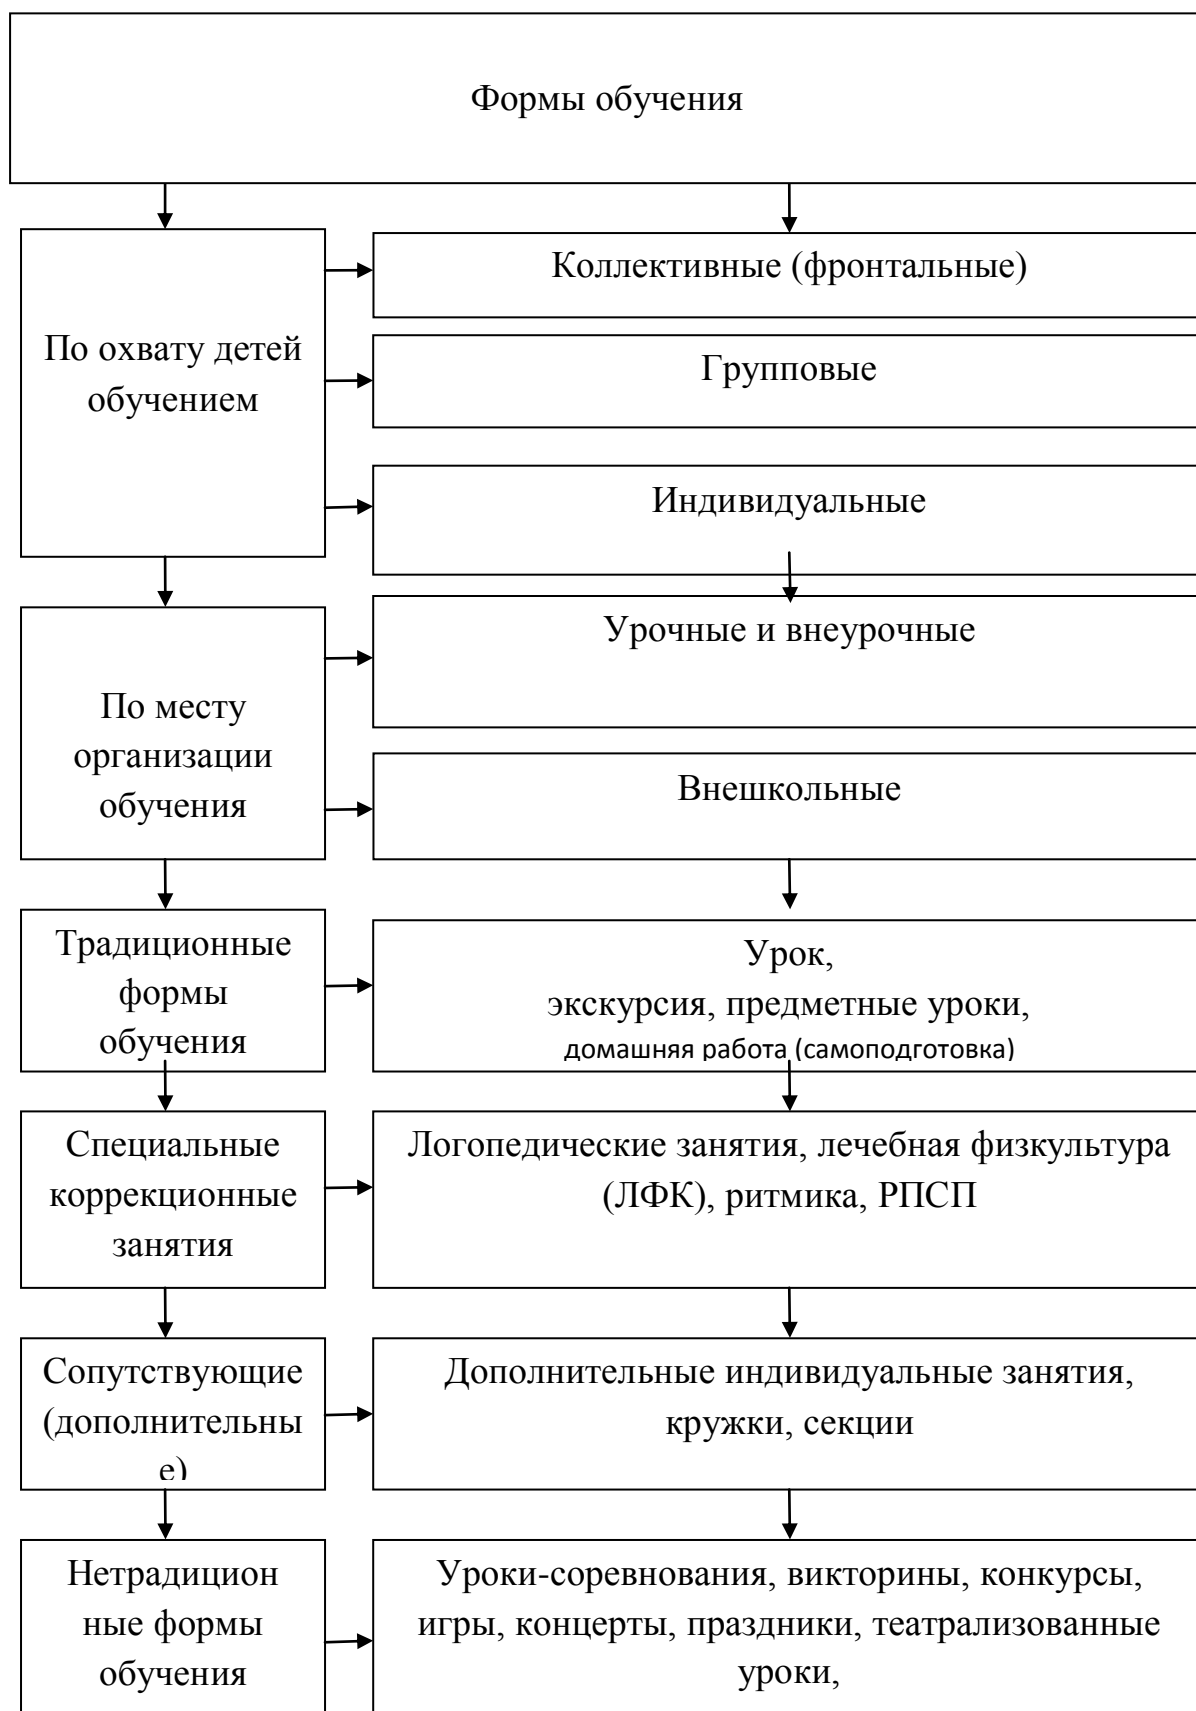 Формы обучения
По охвату детей
обучением
Коллективные (фронтальные)
Групповые
Индивидуальные
По месту
организации
обучения
Урочные и внеурочные
Внешкольные
Традиционные
формы
обучения
Урок,
экскурсия, предметные уроки,
домашняя работа (самоподготовка)
Специальные
коррекционные
занятия
Логопедические занятия, лечебная физкультура
(ЛФК), ритмика, РПСП
Сопутствующие
(дополнительны
е)
Дополнительные индивидуальные занятия,
кружки, секции
Нетрадицион
ные формы
обучения
Уроки-соревнования, викторины, конкурсы,
игры, концерты, праздники, театрализованные
уроки,